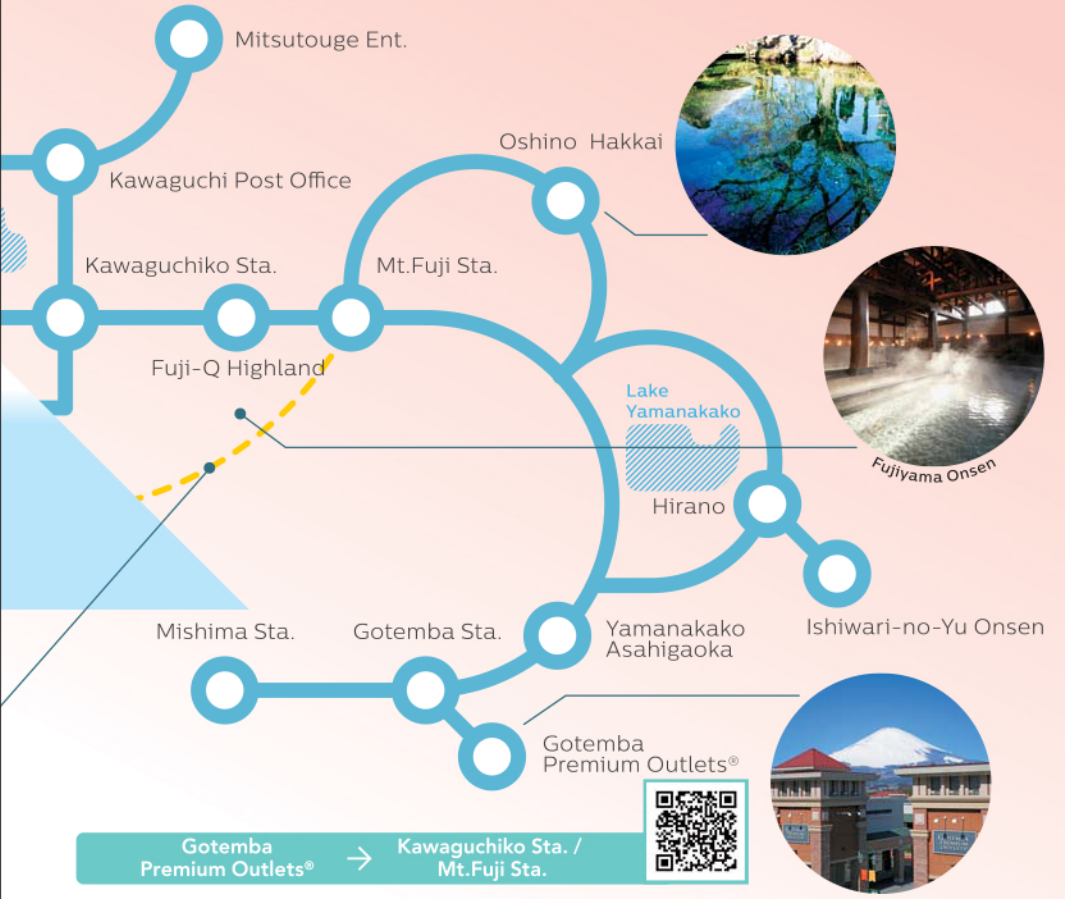 Mitsutouge Ent.
Oshino Hakkai
Kawaguchi Post Office
Kawaguchiko Sta.
Mt.Fuji Sta.
Fuji-Q Highland
Lake
Yamanakako
Fujiyama Onsen
Hirano
Mishima Sta.
Gotemba Sta.
Yamanakako
Asahigaoka
Ishiwari-no-Yu Onsen
Gotemba
Premium Outlets®
Gotemba
Premium Outlets®
→
Kawaguchiko Sta. /
Mt.Fuji Sta.